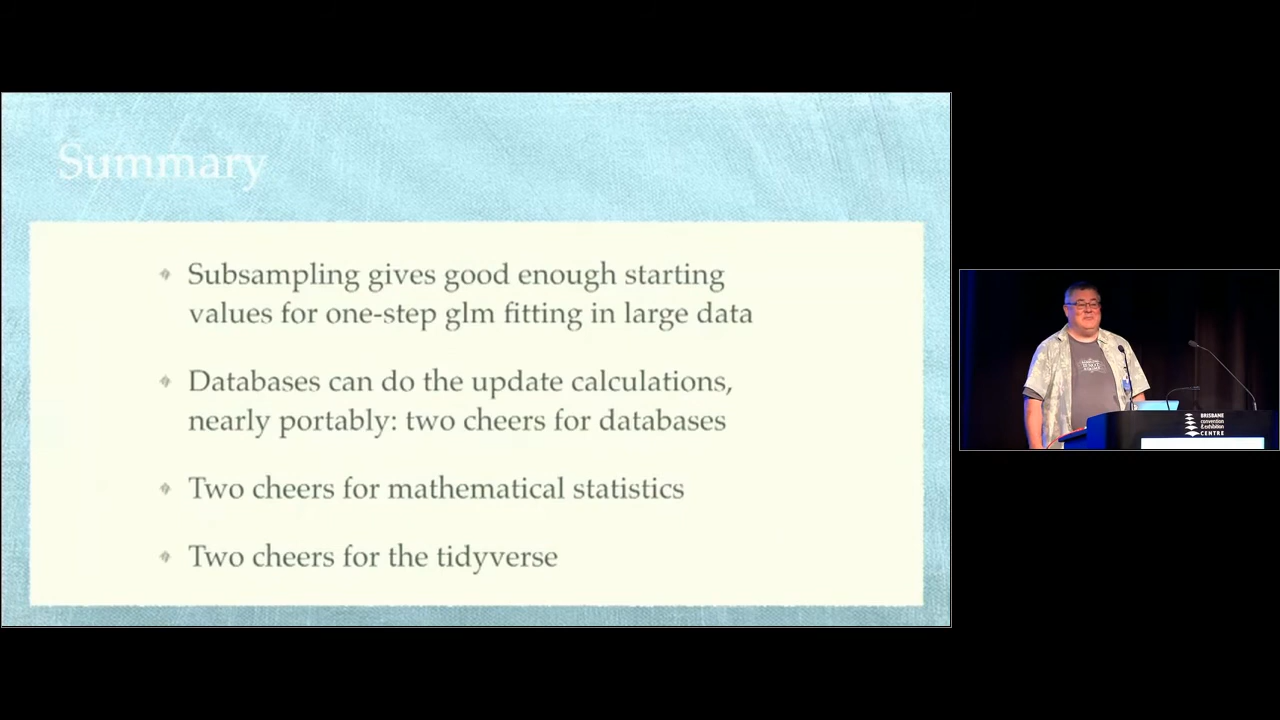 Summary
Subsampling gives good enough starting
values for one-step glm fitting in large data
Databases can do the update calculations,
nearly portably: two cheers for databases
Two cheers for mathematical statistics
Two cheers for the tidyverse
BRISBANE
convention
& exhibition
CENTRE